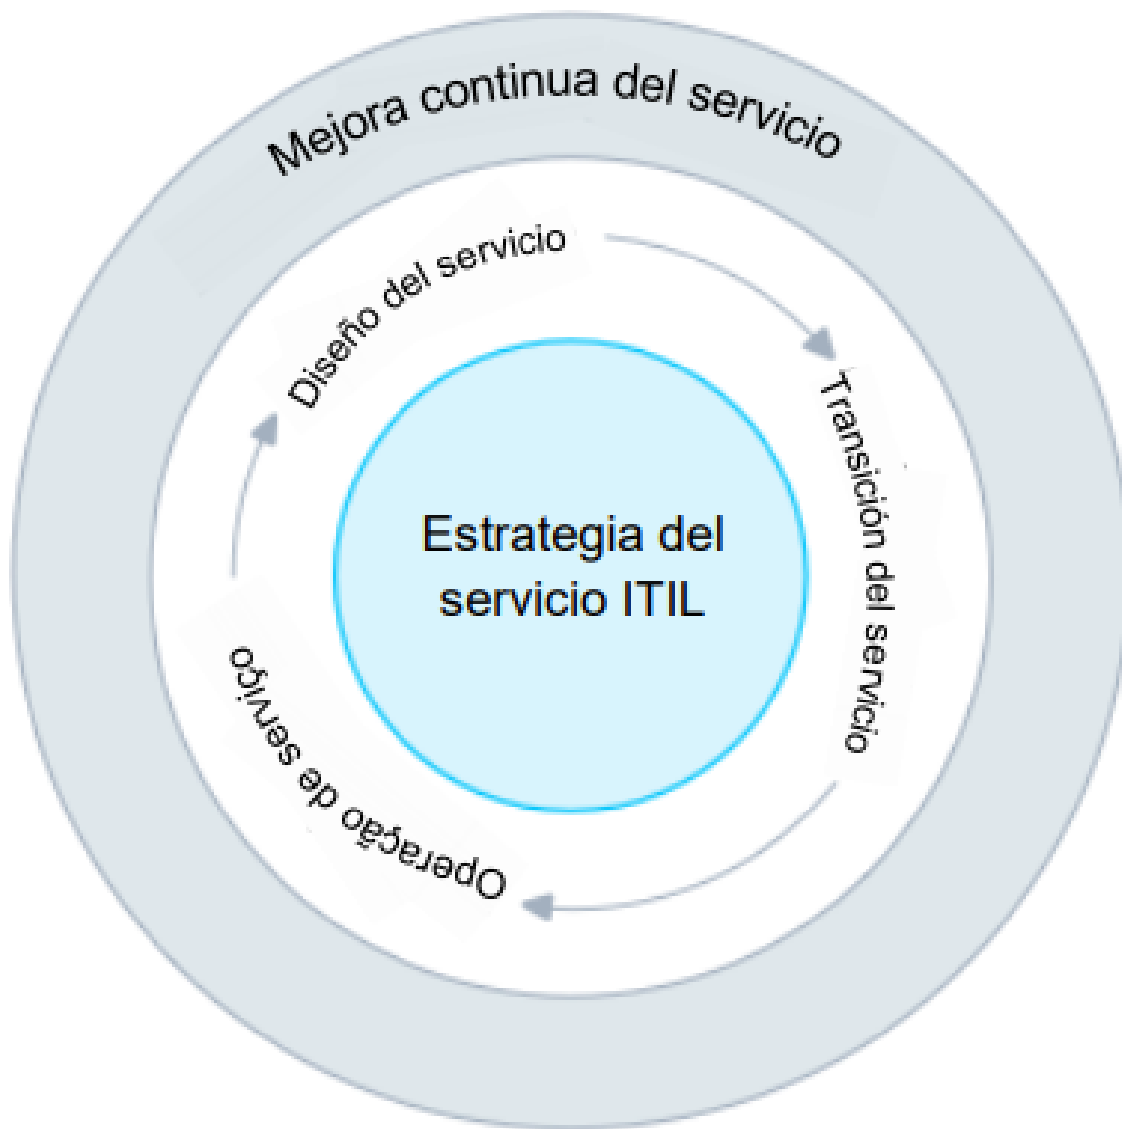 Mejora continua del servicio
Diseño del servicio
Transición del servicio
Estrategia del
servicio ITIL
Operação de serviço